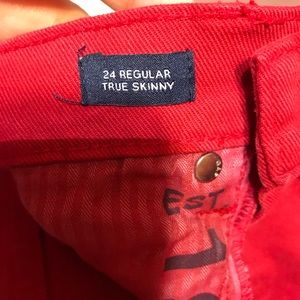 24 REGULAR
TRUE SKINNY
EST.